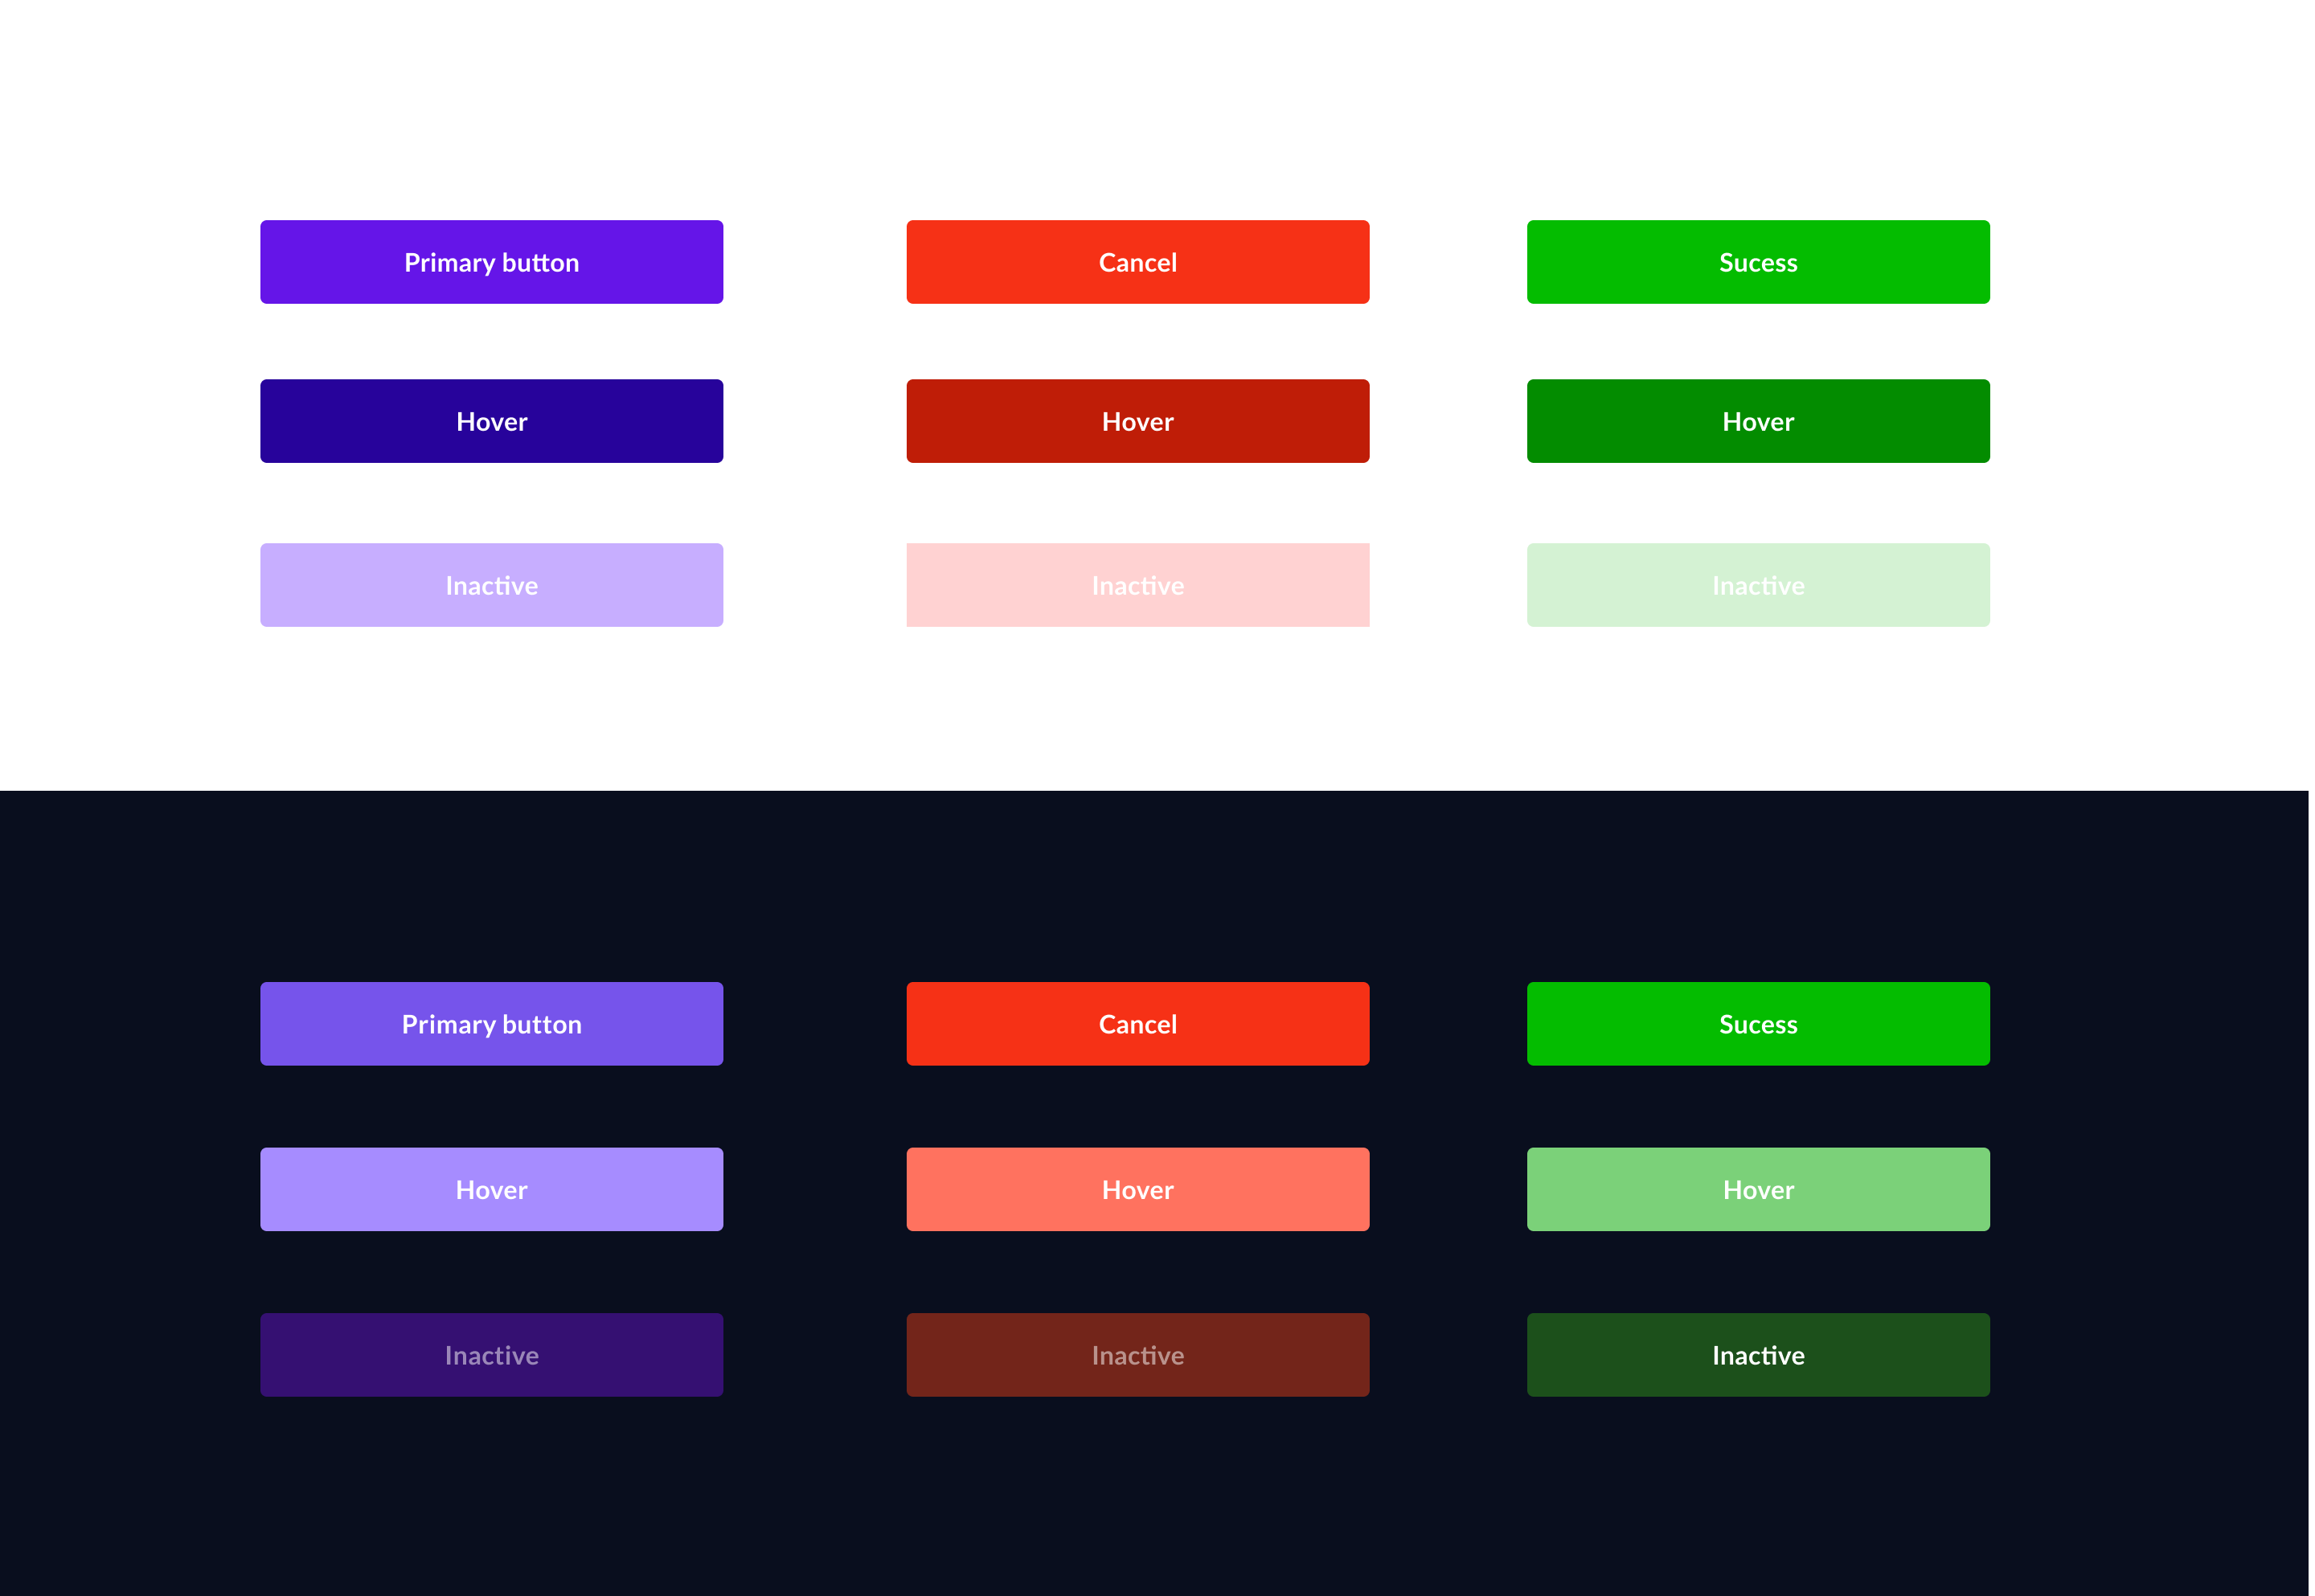 Primary button
Cancel
Sucess
Hover
Hover
Hover
Inactive
Inactive
Inactive
Primary button
Cancel
Sucess
Hover
Hover
Hover
Inactive
Inactive
Inactive